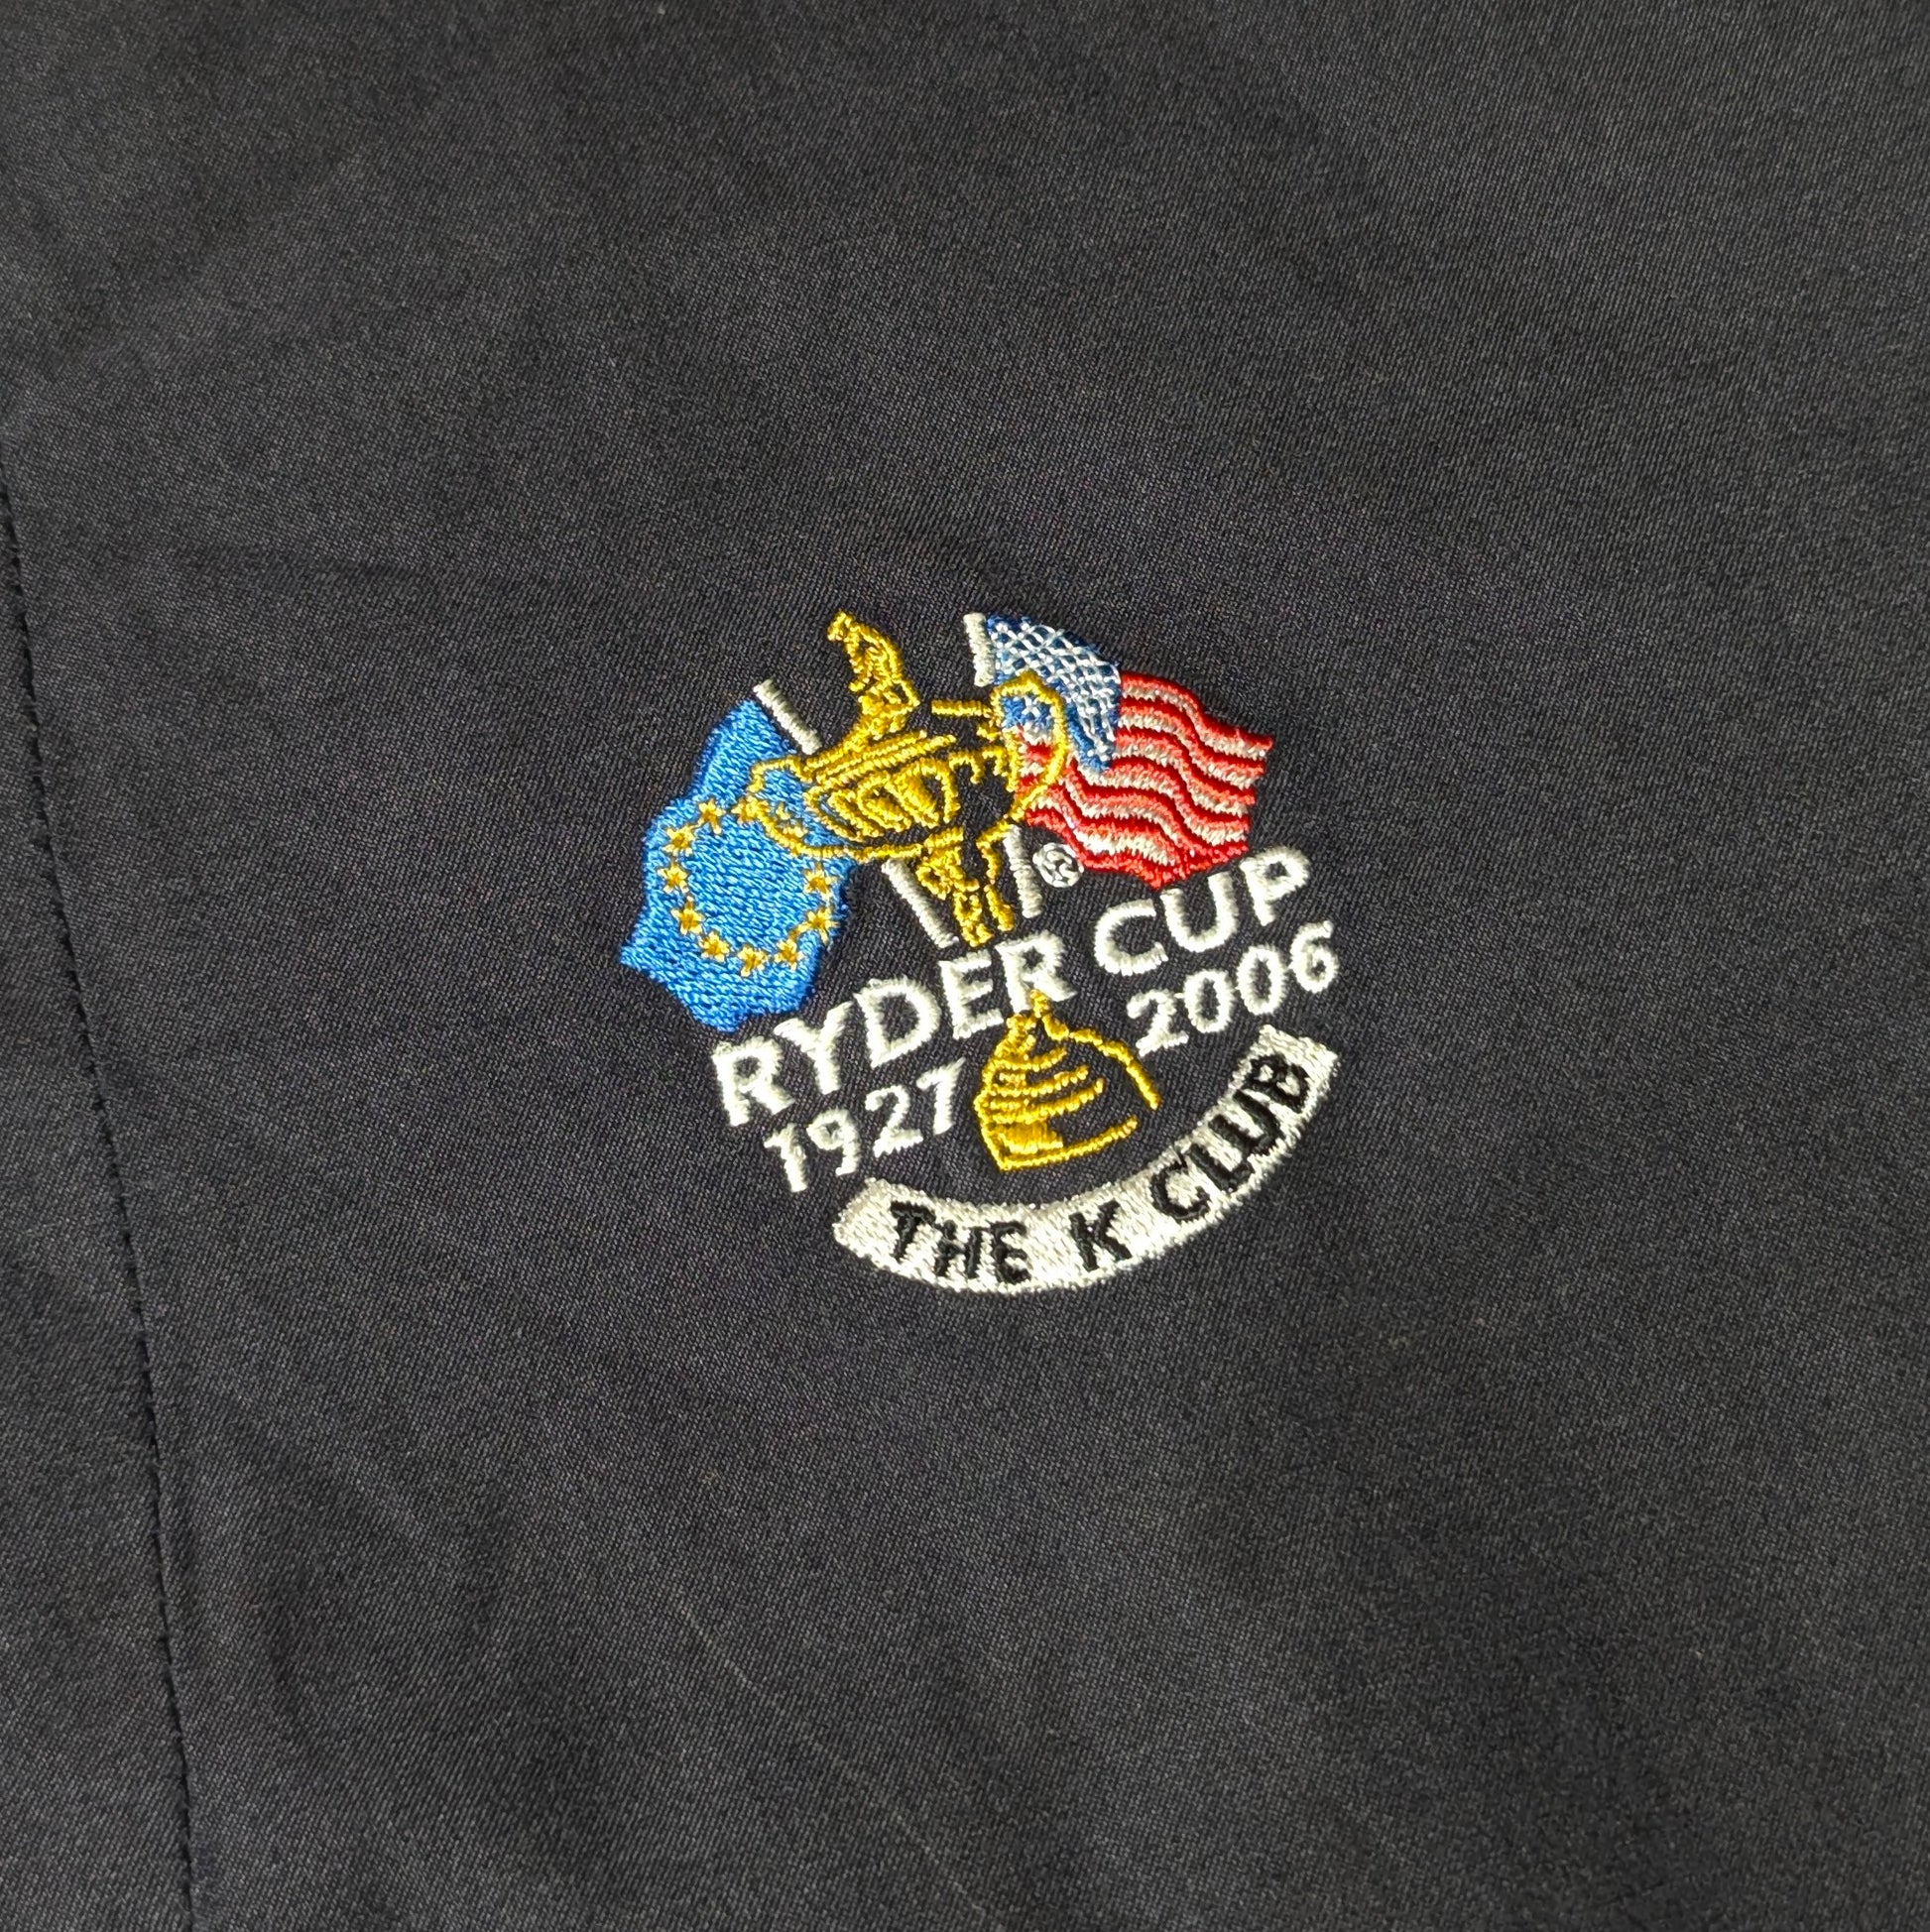 ®
RYDER CUP
1927 2006
THE K CLUB